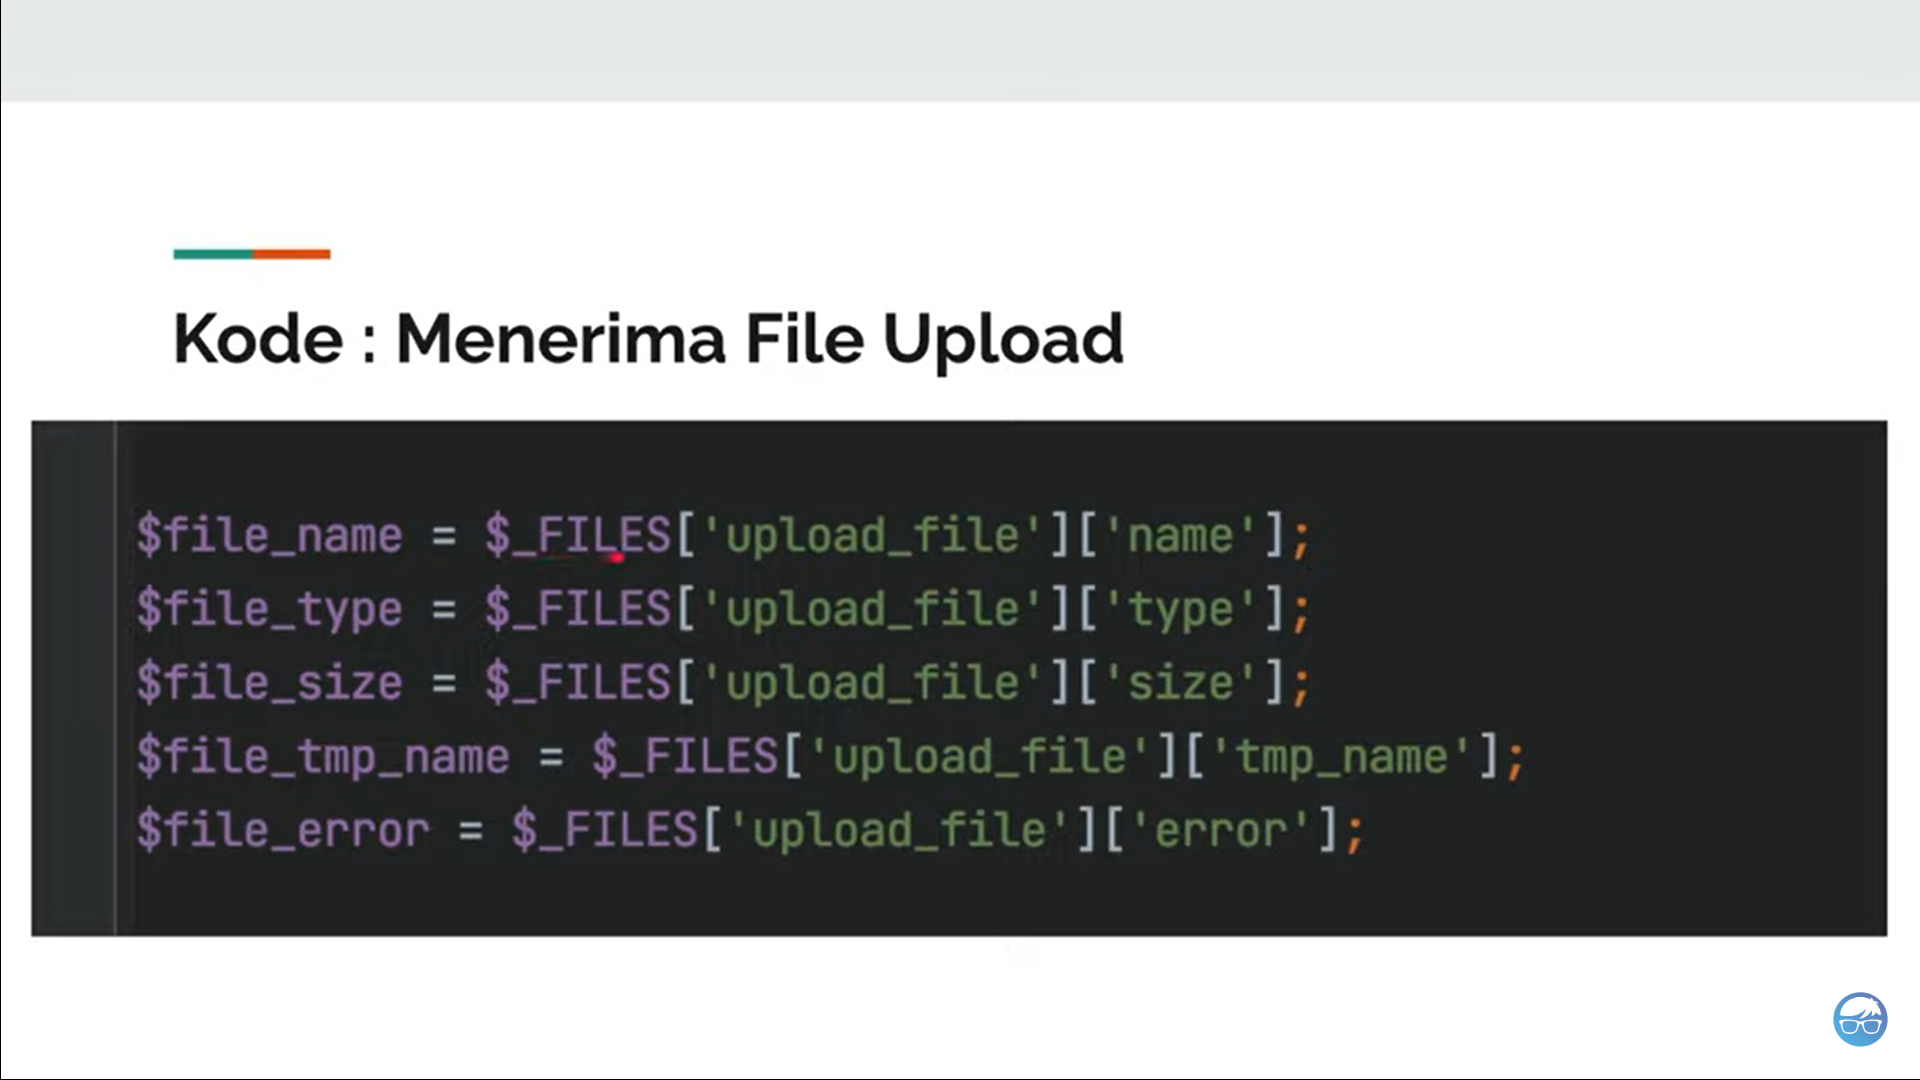 Kode : Menerima File Upload
$file_name = $_FILES['upload_file']['name'];
$file_type = $_FILES['upload_file']['type'];
$file_size = $_FILES['upload_file']['size'];
$file_tmp_name = $_FILES['upload_file']['tmp_name'];
$file_error = $_FILES['upload_file']['error'];